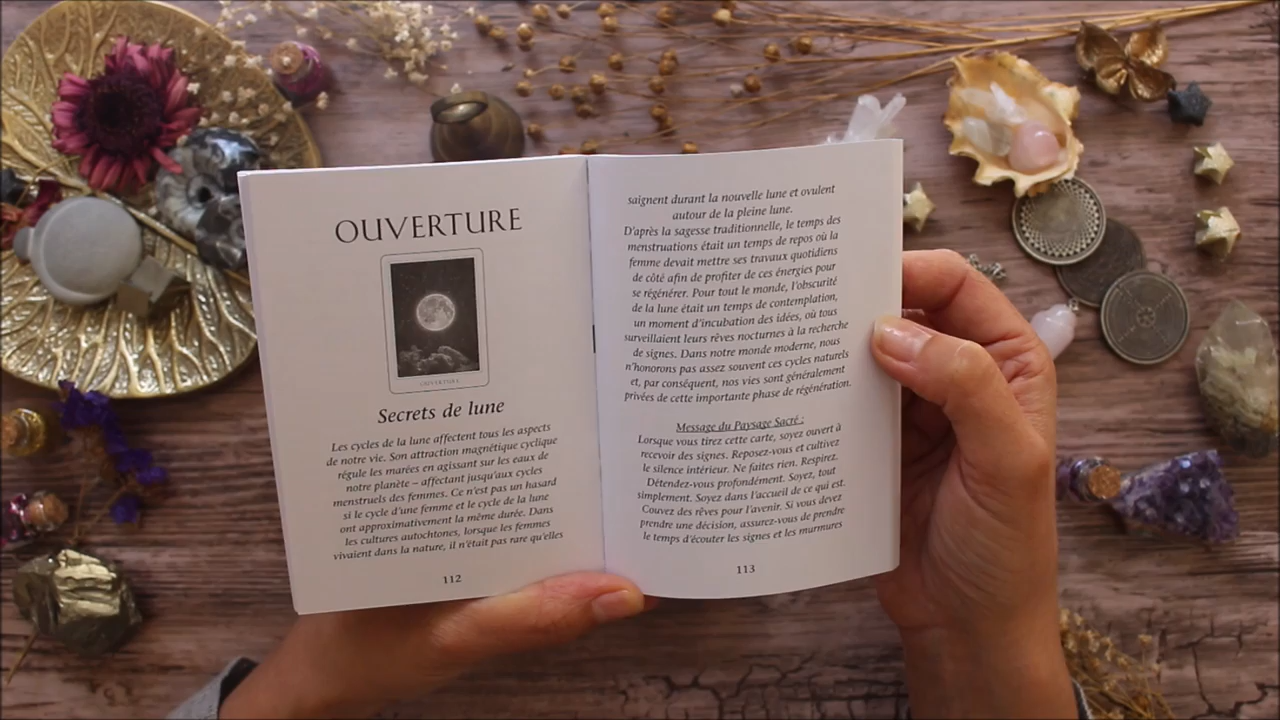 OUVERTURE
OUVERTURE
Secrets de lune
Les cycles de la lune affectent tous les aspects
de notre vie. Son attraction magnétique cyclique
régule les marées en agissant sur les eaux de
notre planète – affectant jusqu'aux cycles
menstruels des femmes. Ce n'est pas un hasard
si le cycle d'une femme et le cycle de la lune
ont approximativement la même durée. Dans
les cultures autochtones, lorsque les femmes
vivaient dans la nature, il n'était pas rare qu'elles
112
saignent durant la nouvelle lune et ovulent
autour de la pleine lune.
D'après la sagesse traditionnelle, le temps des
menstruations était un temps de repos où la
femme devait mettre ses travaux quotidiens
de côté afin de profiter de ces énergies pour
se régénérer. Pour tout le monde, l'obscurité
de la lune était un temps de contemplation,
un moment d'incubation des idées, où tous
surveillaient leurs rêves nocturnes à la recherche
de signes. Dans notre monde moderne, nous
n'honorons pas assez souvent ces cycles naturels
et, par conséquent, nos vies sont généralement
privées de cette importante phase de régénération.
Message du Paysage Sacré :
Lorsque vous tirez cette carte, soyez ouvert à
recevoir des signes. Reposez-vous et cultivez
le silence intérieur. Ne faites rien. Respirez.
Détendez-vous profondément. Soyez, tout
simplement. Soyez dans l'accueil de ce qui est.
Couvez des rêves pour l'avenir. Si vous devez
prendre une décision, assurez-vous de prendre
le temps d'écouter les signes et les murmures
113